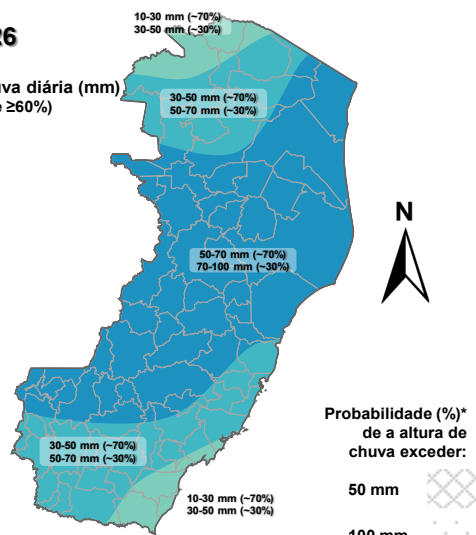 26
10-30 mm (~70%)
30-50 mm (~30%)
uva diária (mm)
e ≥60%)
30-50 mm (~70%)
50-70 mm (~30%)
N
50-70 mm (~70%)
70-100 mm (~30%)
Probabilidade (%)*
de a altura de
chuva exceder:
30-50 mm (~70%)
50-70 mm (~30%)
50 mm
10-30 mm (~70%)
30-50 mm (~30%)
100 mm